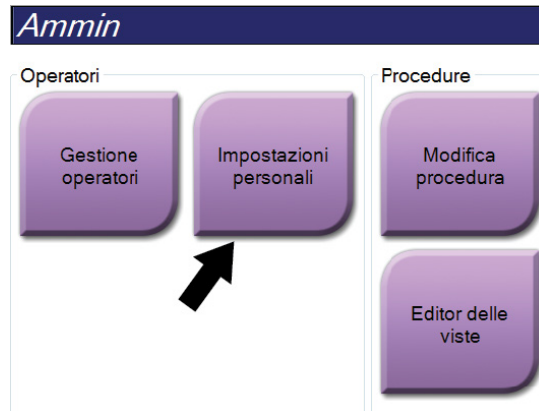 Ammin
Operatori
Procedure
Gestione
operatori
Impostazioni
personali
Modifica
procedura
Editor delle
viste